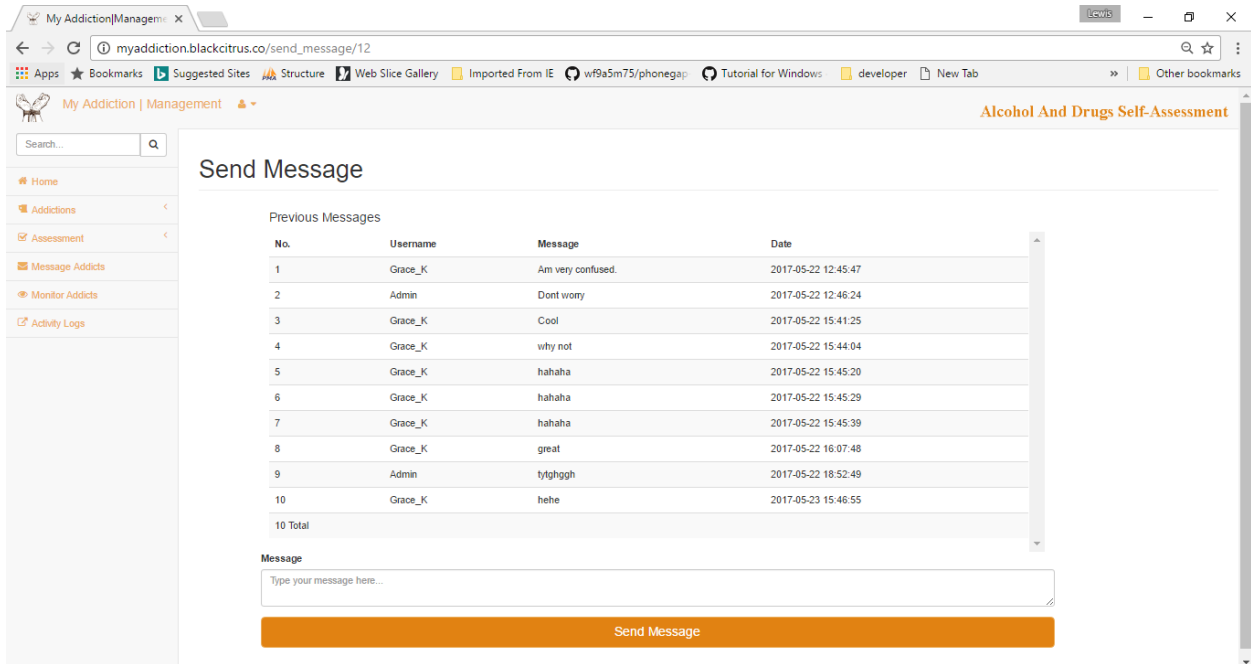 My Addiction|Manageme
Lewis
myaddiction.blackcitrus.co/send_message/12
Apps Bookmarks Suggested Sites Structure Web Slice Gallery Imported From IE wf9a5m75/phonegap Tutorial for Windows developer New Tab » Other bookmarks
My Addiction | Management
Alcohol And Drugs Self-Assessment
Search...
Home
Addictions
Assessment
Message Addicts
Monitor Addicts
Activity Logs
Send Message
Previous Messages
No. Username Message Date
1 Grace_K Am very confused. 2017-05-22 12:45:47
2 Admin Dont worry 2017-05-22 12:46:24
3 Grace_K Cool 2017-05-22 15:41:25
4 Grace_K why not 2017-05-22 15:44:04
5 Grace_K hahaha 2017-05-22 15:45:20
6 Grace_K hahaha 2017-05-22 15:45:29
7 Grace_K hahaha 2017-05-22 15:45:39
8 Grace_K great 2017-05-22 16:07:48
9 Admin tytghggh 2017-05-22 18:52:49
10 Grace_K hehe 2017-05-23 15:46:55
10 Total
Message
Type your message here...
Send Message